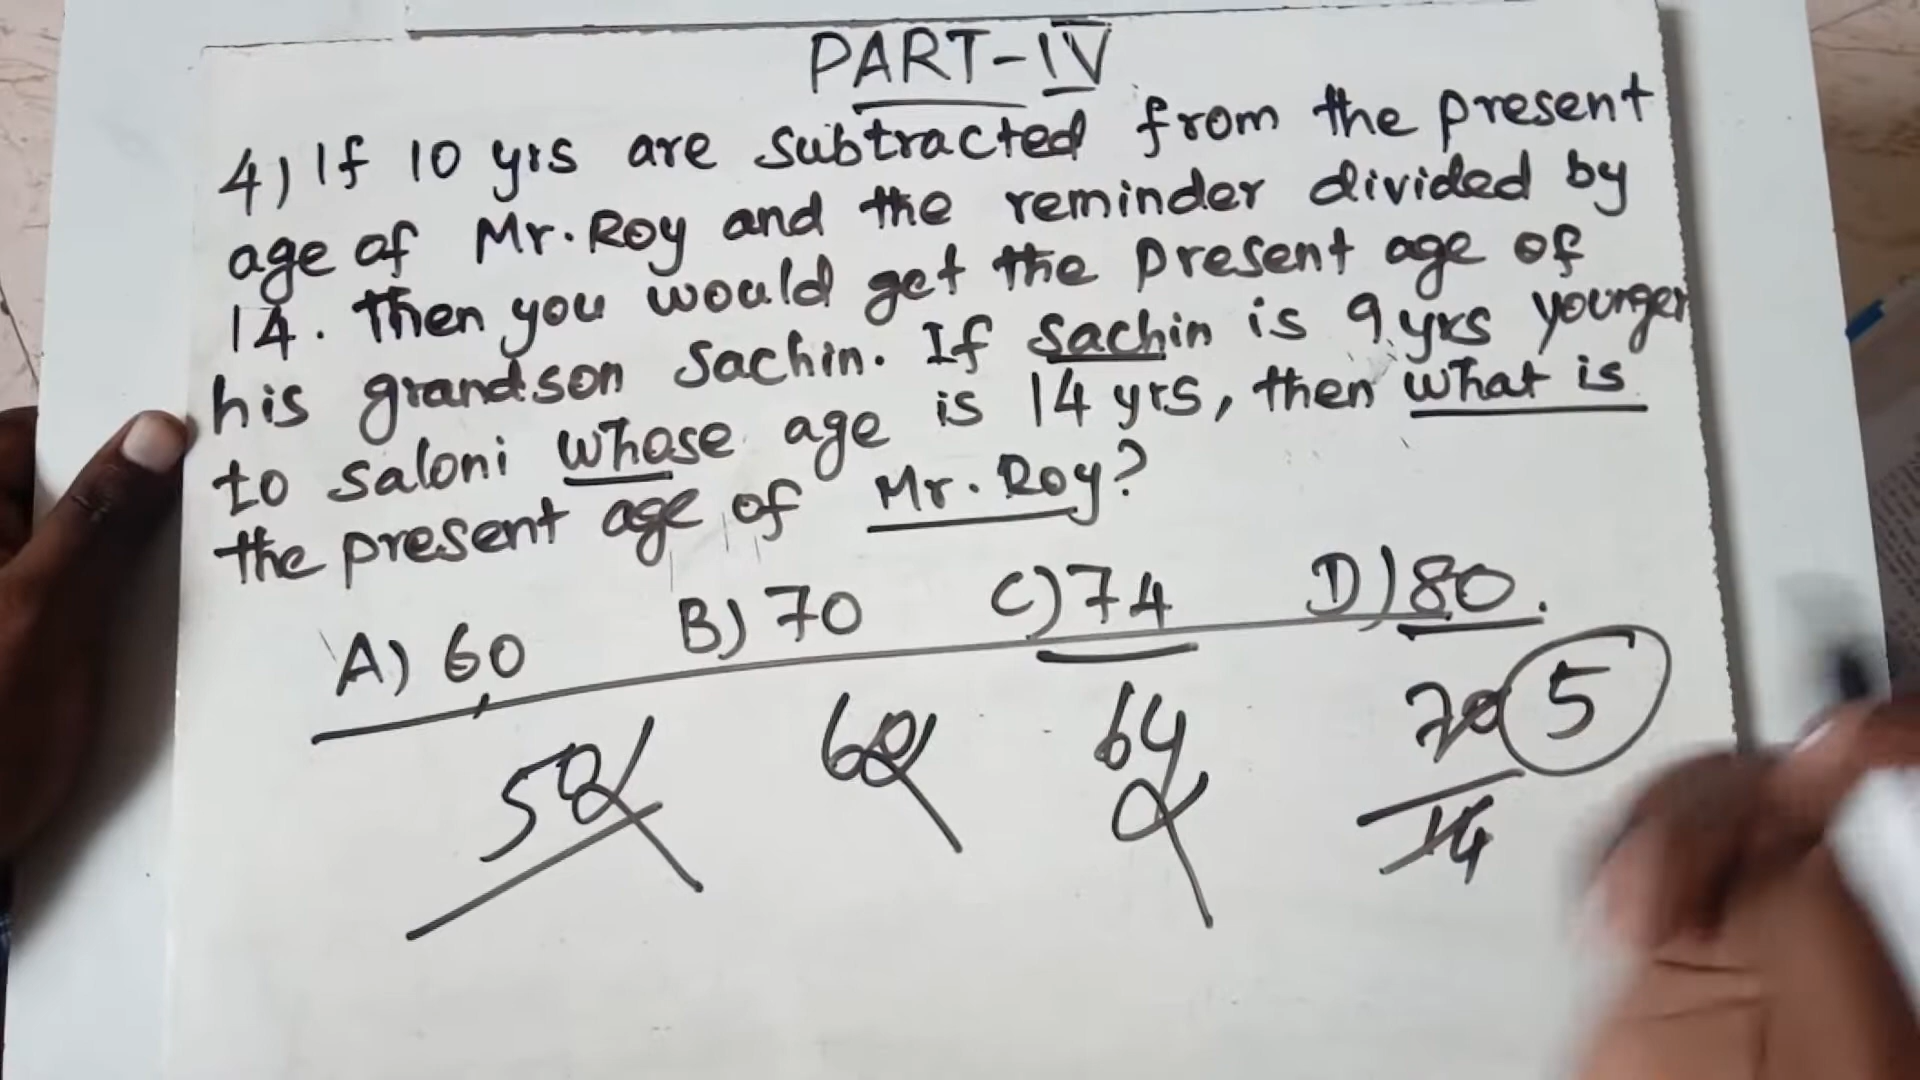 PART-IV
4) If 10 yrs are subtracted from the present
age of Mr. Roy and the reminder divided by
14. Then you would get the present age of
his grandson Sachin. If Sachin is 9 yrs younger
to saloni whose age is 14 yrs, then what is
the present age of Mr. Roy?
A) 60 B) 70 C) 74 D) 80.
50 60 64 70 5
14